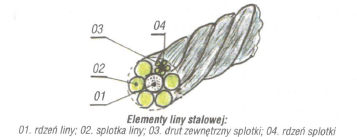 04
03
02
01
Elementy liny stalowej:
01. rdzeń liny; 02. splotka liny; 03. drut zewnętrzny splotki; 04. rdzeń splotki